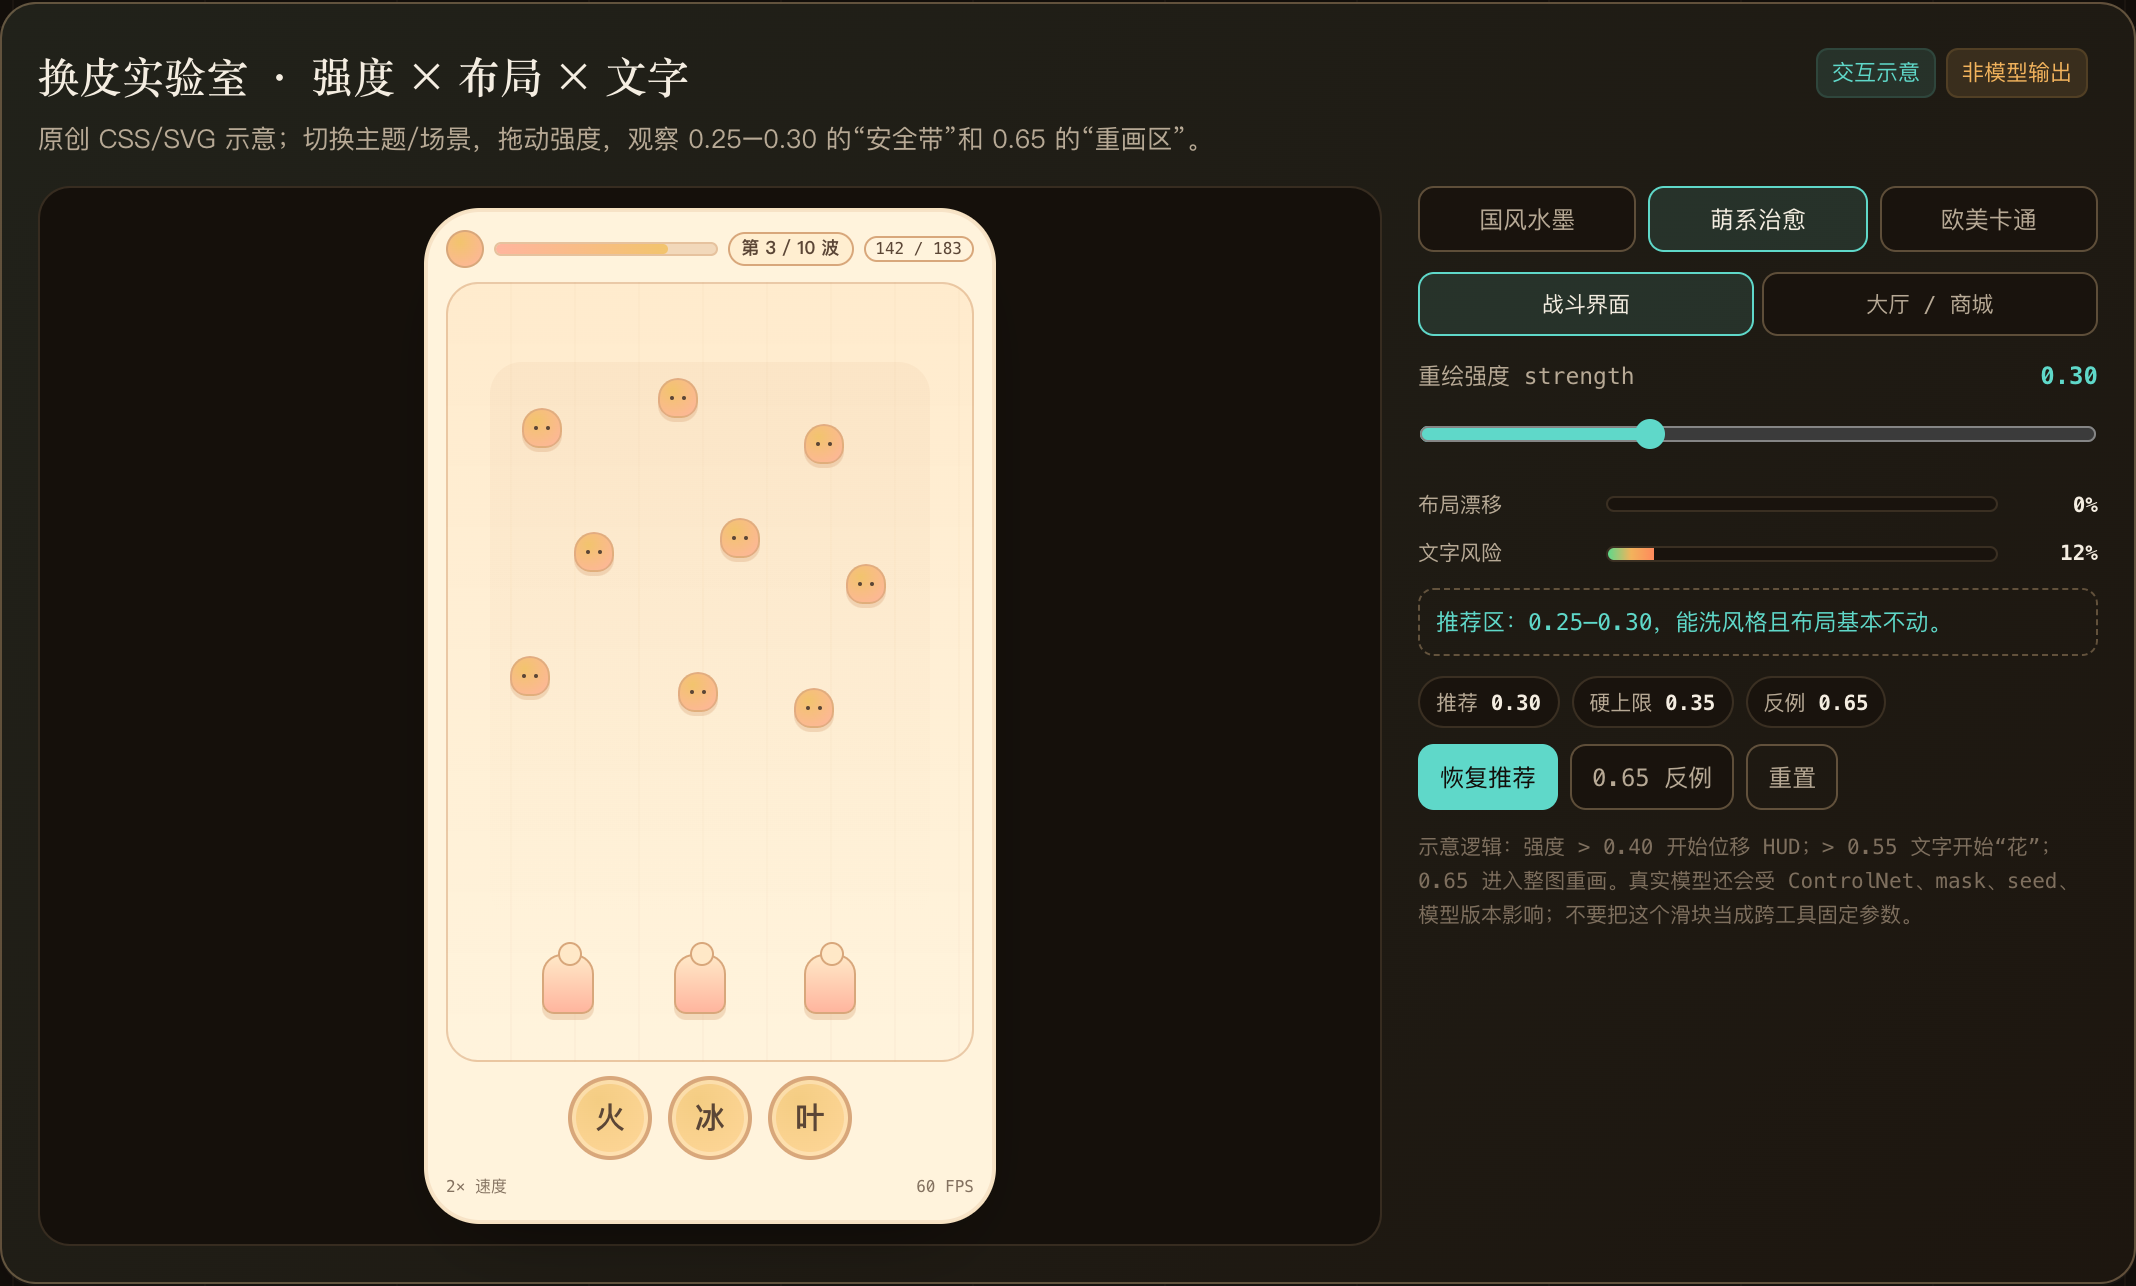 换皮实验室 · 强度 × 布局 × 文字
交互示意
非模型输出
原创 CSS/SVG 示意；切换主题/场景，拖动强度，观察 0.25—0.30 的“安全带”和 0.65 的“重画区”。
第 3 / 10 波
142 / 183
火
冰
叶
2× 速度
60 FPS
国风水墨
萌系治愈
欧美卡通
战斗界面
大厅 / 商城
重绘强度 strength
0.30
布局漂移
0%
文字风险
12%
推荐区：0.25—0.30，能洗风格且布局基本不动。
推荐 0.30
硬上限 0.35
反例 0.65
恢复推荐
0.65 反例
重置
示意逻辑：强度 > 0.40 开始位移 HUD；> 0.55 文字开始“花”；
0.65 进入整图重画。真实模型还会受 ControlNet、mask、seed、
模型版本影响；不要把这个滑块当成跨工具固定参数。